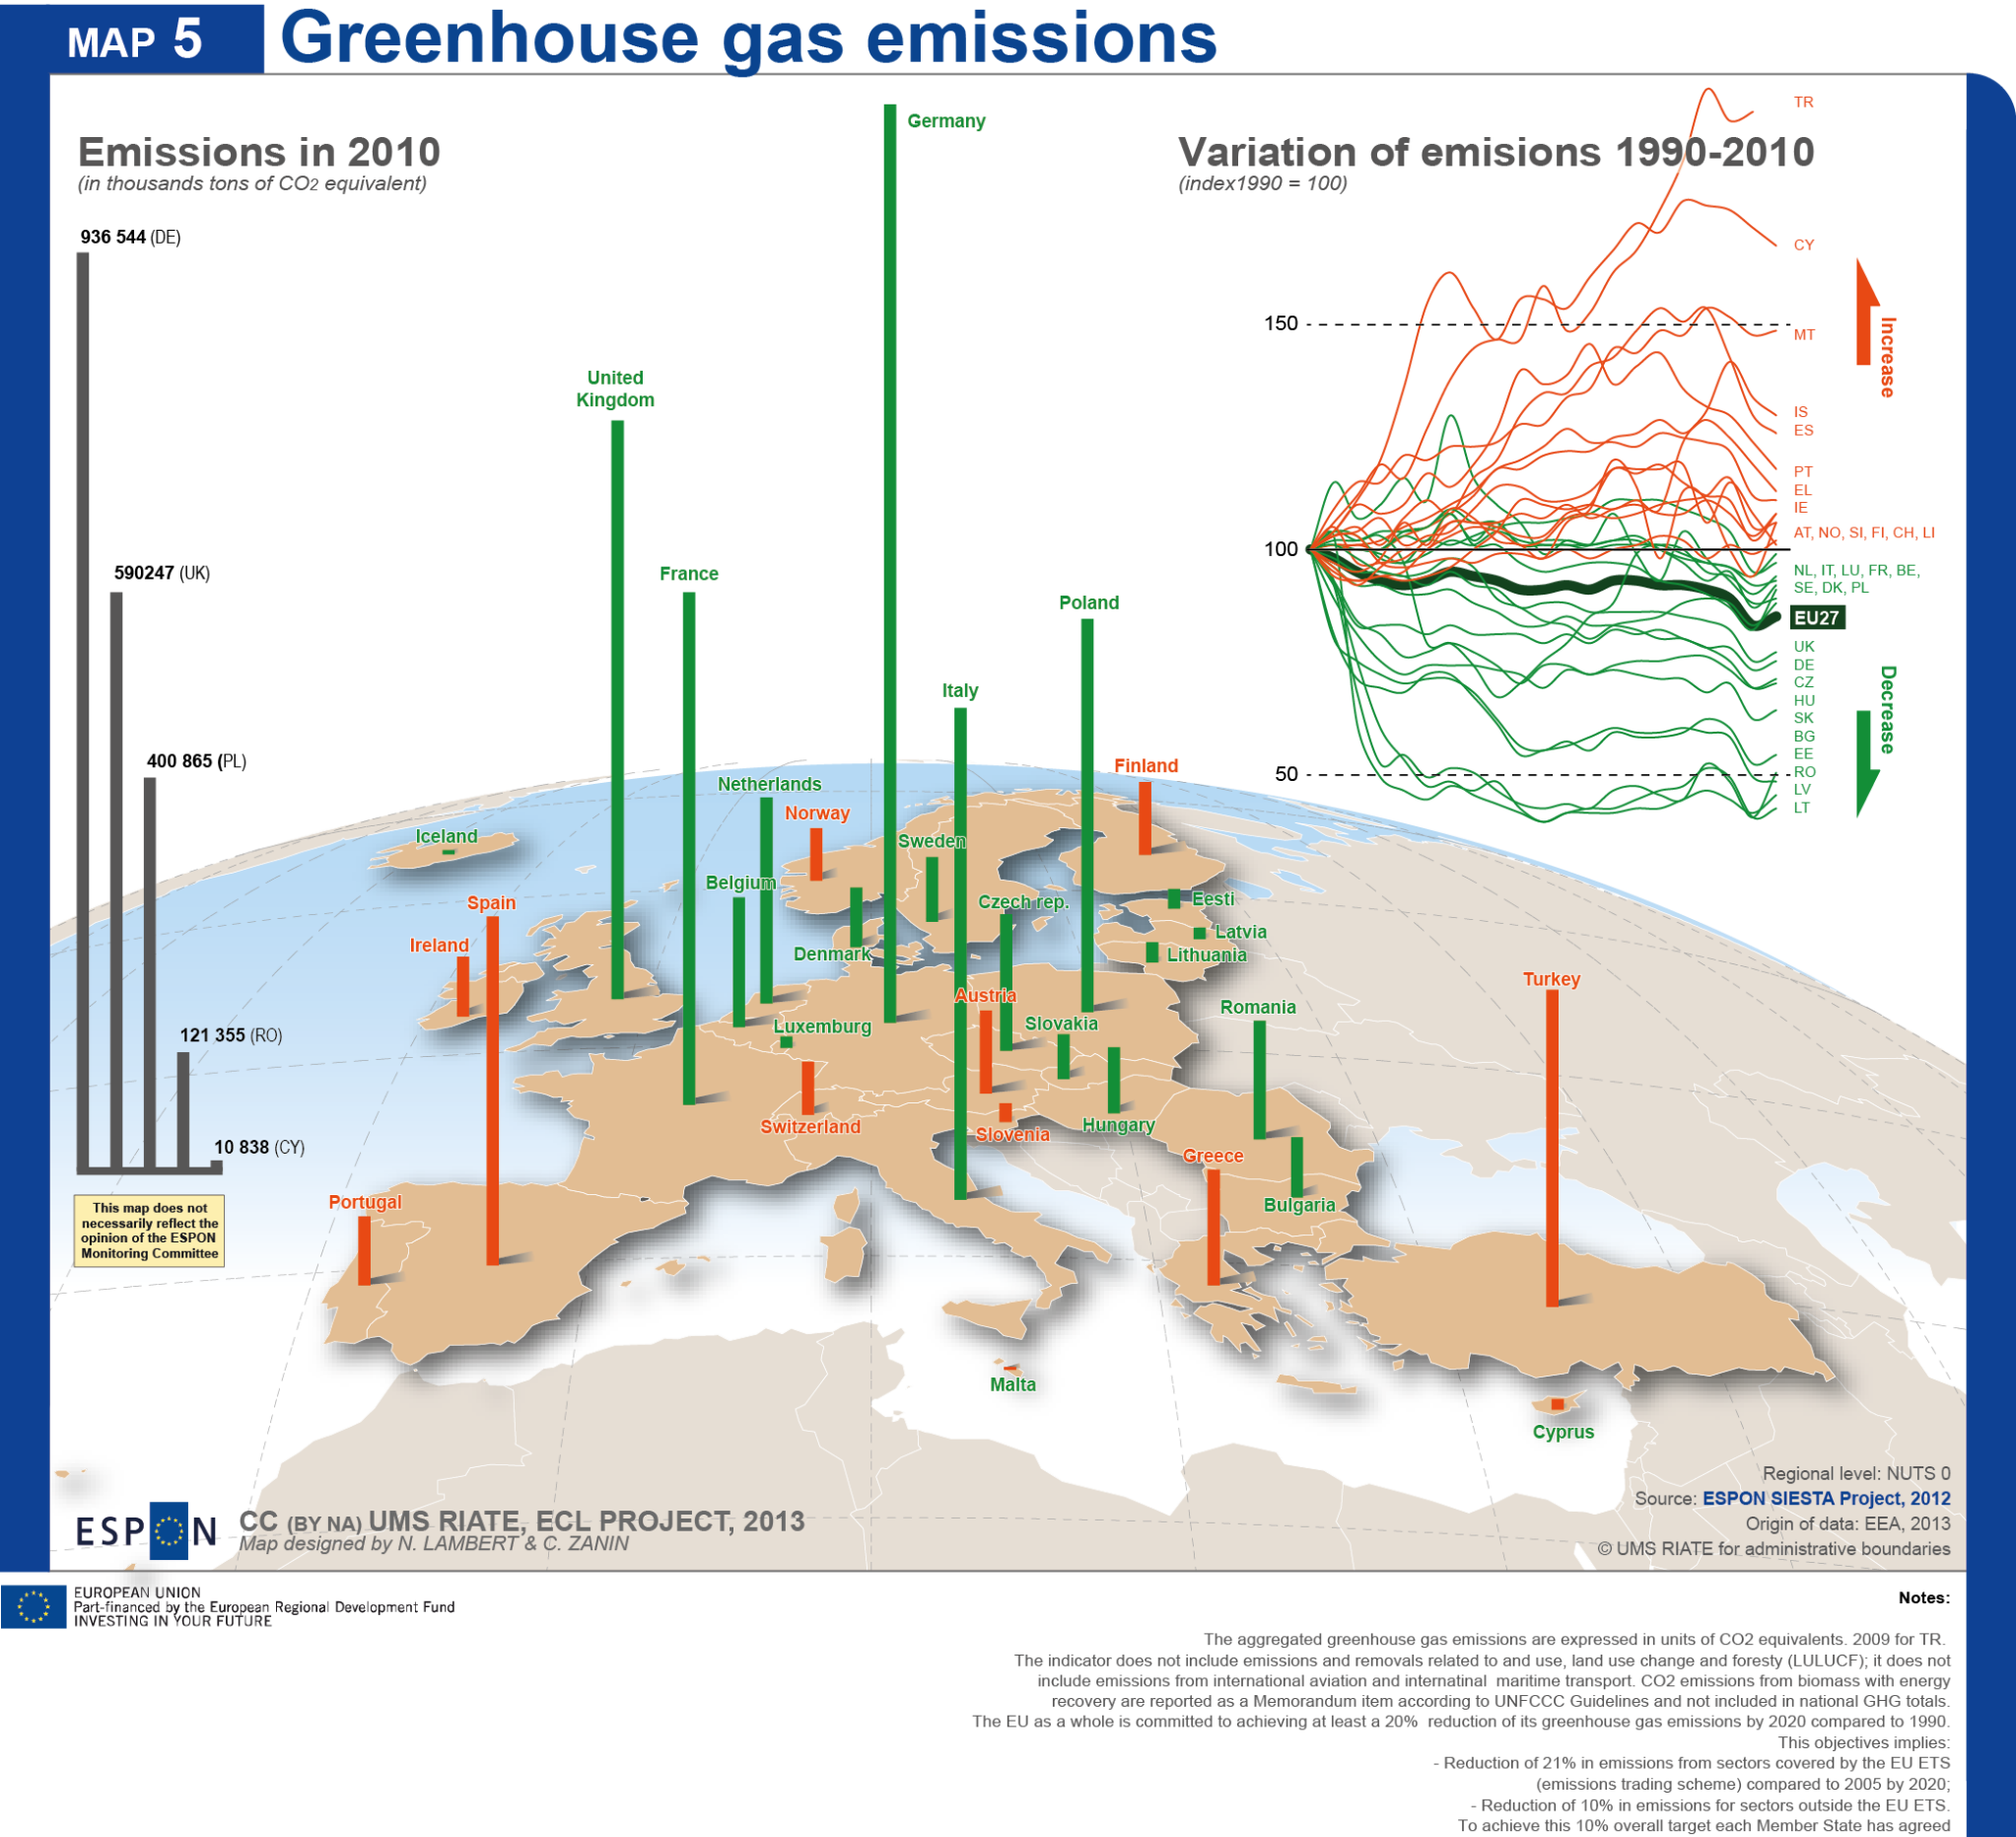 MAP 5
Greenhouse gas emissions
Emissions in 2010
(in thousands tons of CO2 equivalent)
936 544 (DE)
590247 (UK)
400 865 (PL)
121 355 (RO)
10 838 (CY)
This map does not
necessarily reflect the
opinion of the ESPON
Monitoring Committee
Variation of emisions 1990-2010
(index1990 = 100)
150
100
50
TR
CY
MT
IS
ES
PT
EL
IE
AT, NO, SI, FI, CH, LI
NL, IT, LU, FR, BE,
SE, DK, PL
EU27
UK
DE
CZ
HU
SK
BG
EE
RO
LV
LT
Increase
Decrease
Germany
United
Kingdom
France
Poland
Italy
Finland
Netherlands
Norway
Iceland
Sweden
Belgium
Spain
Czech rep.
Eesti
Latvia
Ireland
Denmark
Lithuania
Turkey
Austria
Romania
Slovakia
Luxemburg
Switzerland
Hungary
Slovenia
Greece
Portugal
Bulgaria
Malta
Cyprus
Regional level: NUTS 0
Source: ESPON SIESTA Project, 2012
Origin of data: EEA, 2013
© UMS RIATE for administrative boundaries
ESPON
CC (BY NA) UMS RIATE, ECL PROJECT, 2013
Map designed by N. LAMBERT & C. ZANIN
EUROPEAN UNION
Part-financed by the European Regional Development Fund
INVESTING IN YOUR FUTURE
Notes:
The aggregated greenhouse gas emissions are expressed in units of CO2 equivalents. 2009 for TR.
The indicator does not include emissions and removals related to and use, land use change and foresty (LULUCF); it does not
include emissions from international aviation and internatinal maritime transport. CO2 emissions from biomass with energy
recovery are reported as a Memorandum item according to UNFCCC Guidelines and not included in national GHG totals.
The EU as a whole is committed to achieving at least a 20% reduction of its greenhouse gas emissions by 2020 compared to 1990.
This objectives implies:
- Reduction of 21% in emissions from sectors covered by the EU ETS
(emissions trading scheme) compared to 2005 by 2020;
- Reduction of 10% in emissions for sectors outside the EU ETS.
To achieve this 10% overall target each Member State has agreed